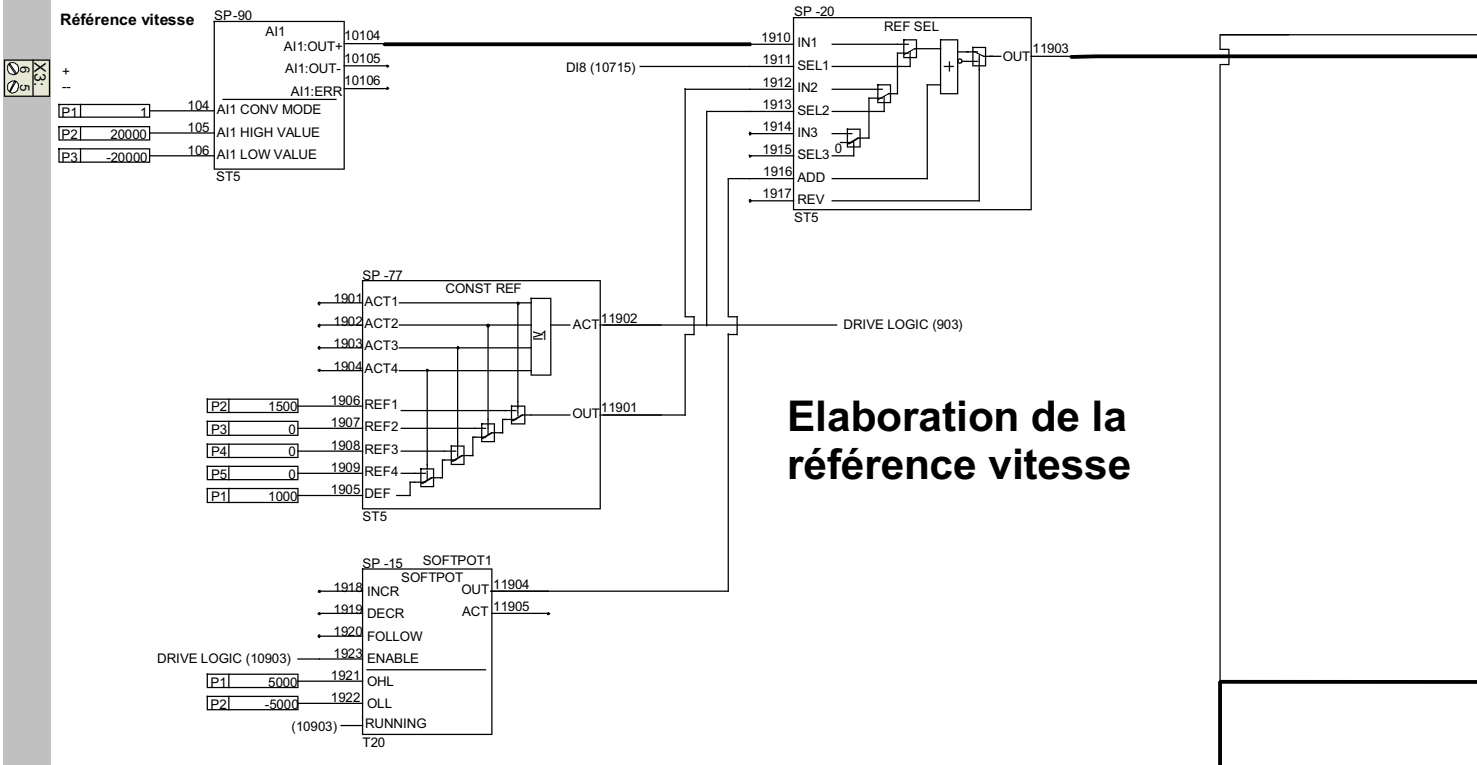 Référence vitesse
SP-90
AI1
AI1:OUT+ 10104
AI1:OUT- 10105
AI1:ERR 10106
X3:
6 +
5 --
P1 1 104 AI1 CONV MODE
P2 20000 105 AI1 HIGH VALUE
P3 -20000 106 AI1 LOW VALUE
ST5
SP -20
REF SEL
1910 IN1
DI8 (10715) 1911 SEL1
1912 IN2
1913 SEL2
1914 IN3
1915 SEL3 0
1916 ADD
1917 REV
+
OUT 11903
ST5
SP -77
CONST REF
1901 ACT1
1902 ACT2
1903 ACT3
1904 ACT4
≥1
ACT 11902
DRIVE LOGIC (903)
P2 1500 1906 REF1
P3 0 1907 REF2
P4 0 1908 REF3
P5 0 1909 REF4
P1 1000 1905 DEF
OUT 11901
ST5
Elaboration de la
référence vitesse
SP -15 SOFTPOT1
SOFTPOT
1918 INCR OUT 11904
1919 DECR ACT 11905
1920 FOLLOW
DRIVE LOGIC (10903) 1923 ENABLE
P1 5000 1921 OHL
P2 -5000 1922 OLL
(10903) RUNNING
T20